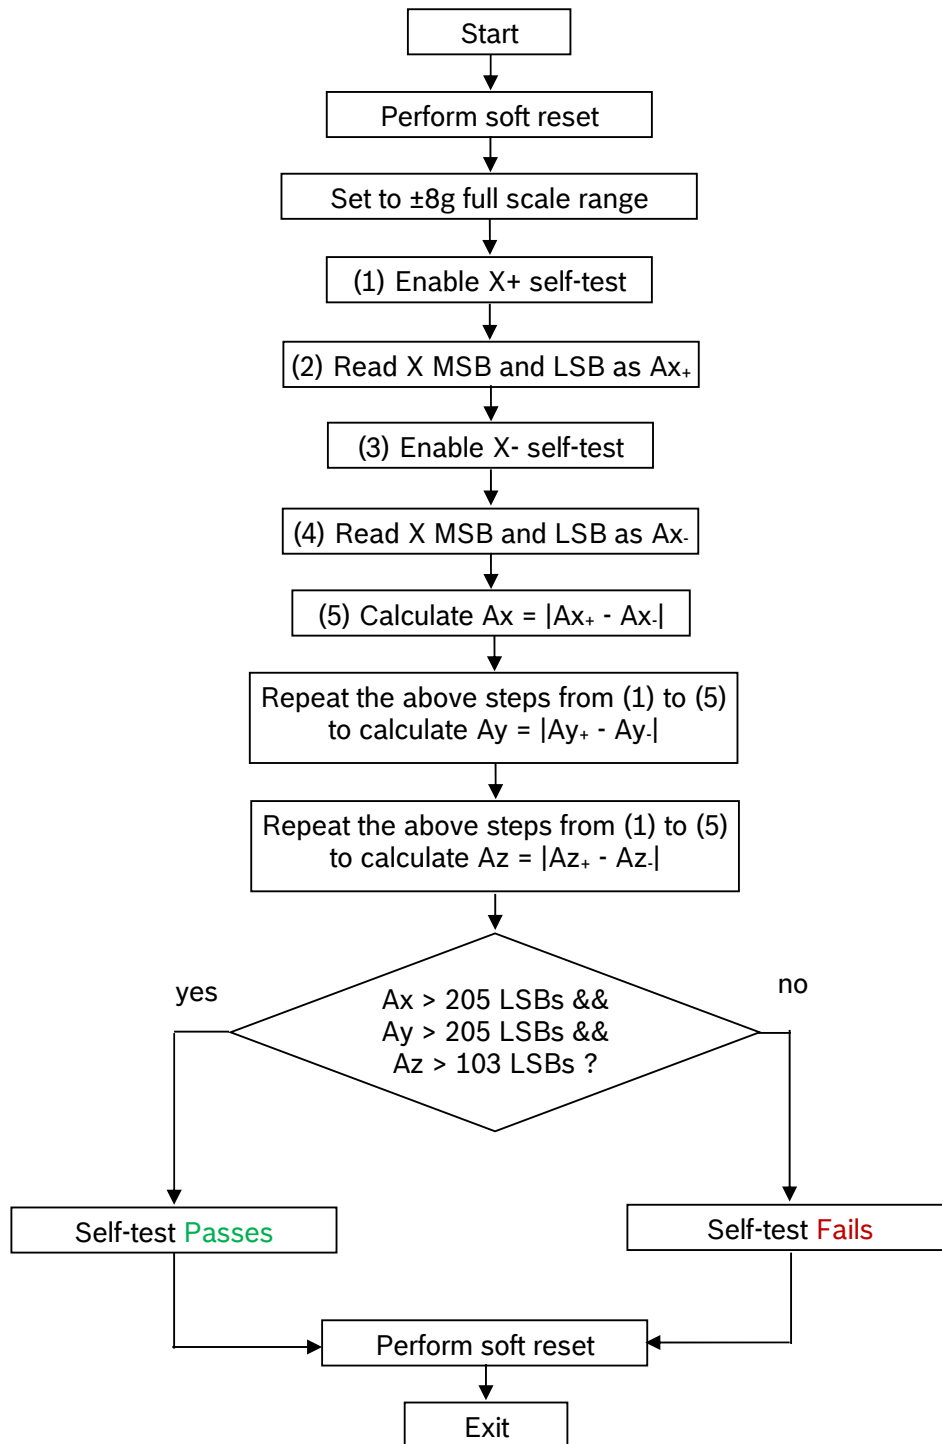 Start
Perform soft reset
Set to ±8g full scale range
(1) Enable X+ self-test
(2) Read X MSB and LSB as Ax₊
(3) Enable X- self-test
(4) Read X MSB and LSB as Ax₋
(5) Calculate Ax = |Ax₊ - Ax₋|
Repeat the above steps from (1) to (5)
to calculate Ay = |Ay₊ - Ay₋|
Repeat the above steps from (1) to (5)
to calculate Az = |Az₊ - Az₋|
yes
no
Ax > 205 LSBs &&
Ay > 205 LSBs &&
Az > 103 LSBs ?
Self-test Passes
Self-test Fails
Perform soft reset
Exit